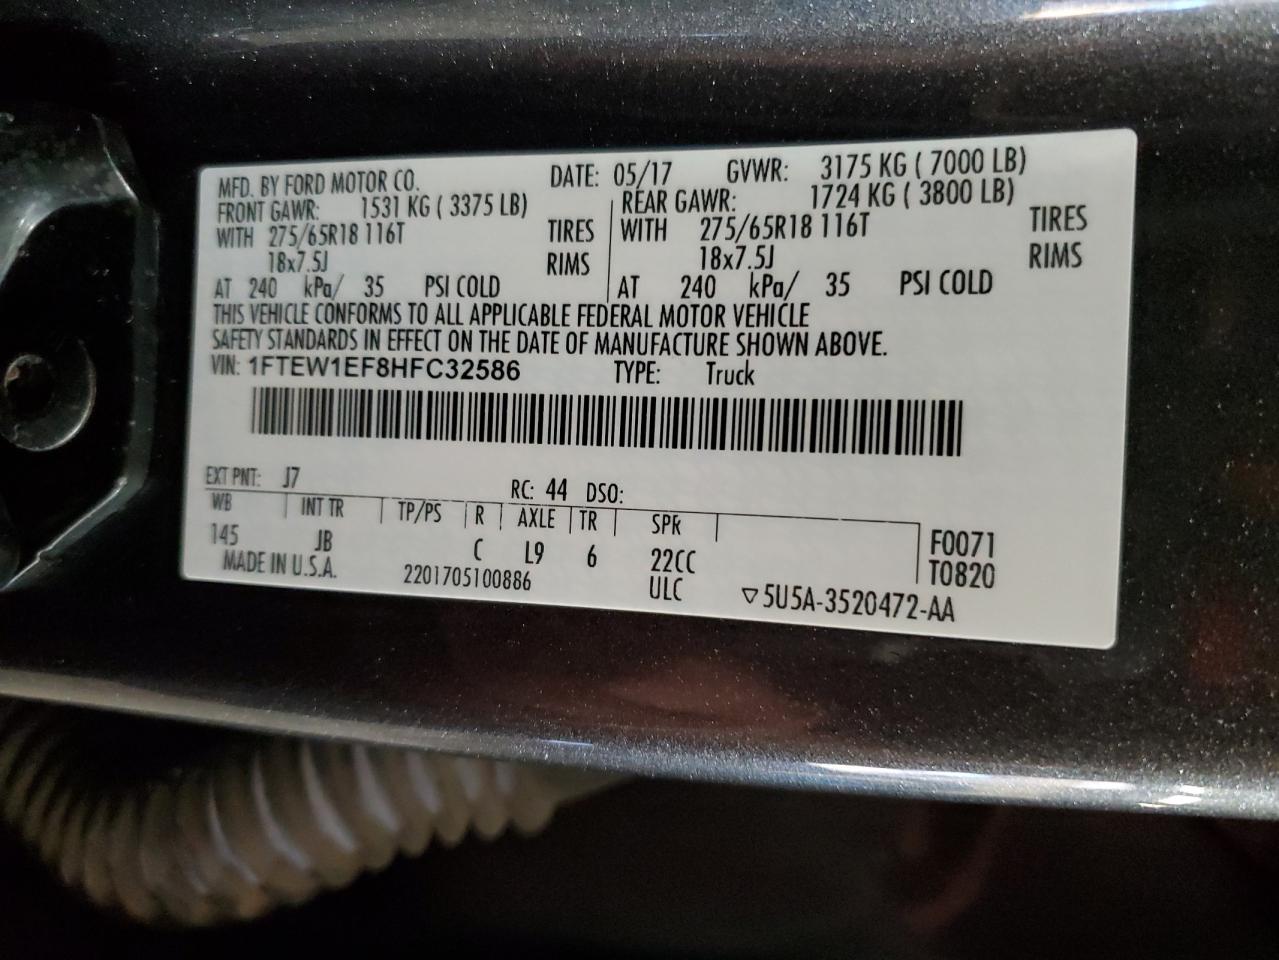 MFD. BY FORD MOTOR CO. DATE: 05/17 GVWR: 3175 KG ( 7000 LB)
FRONT GAWR: 1531 KG ( 3375 LB) REAR GAWR: 1724 KG ( 3800 LB)
WITH 275/65R18 116T TIRES WITH 275/65R18 116T TIRES
18x7.5J RIMS 18x7.5J RIMS
AT 240 kPa/ 35 PSI COLD AT 240 kPa/ 35 PSI COLD
THIS VEHICLE CONFORMS TO ALL APPLICABLE FEDERAL MOTOR VEHICLE
SAFETY STANDARDS IN EFFECT ON THE DATE OF MANUFACTURE SHOWN ABOVE.
VIN: 1FTEW1EF8HFC32586 TYPE: Truck
EXT PNT: J7 RC: 44 DSO:
WB INT TR TP/PS R AXLE TR SPR
145 JB C L9 6 22CC F0071
MADE IN U.S.A. 2201705100886 ULC T0820
▽5U5A-3520472-AA